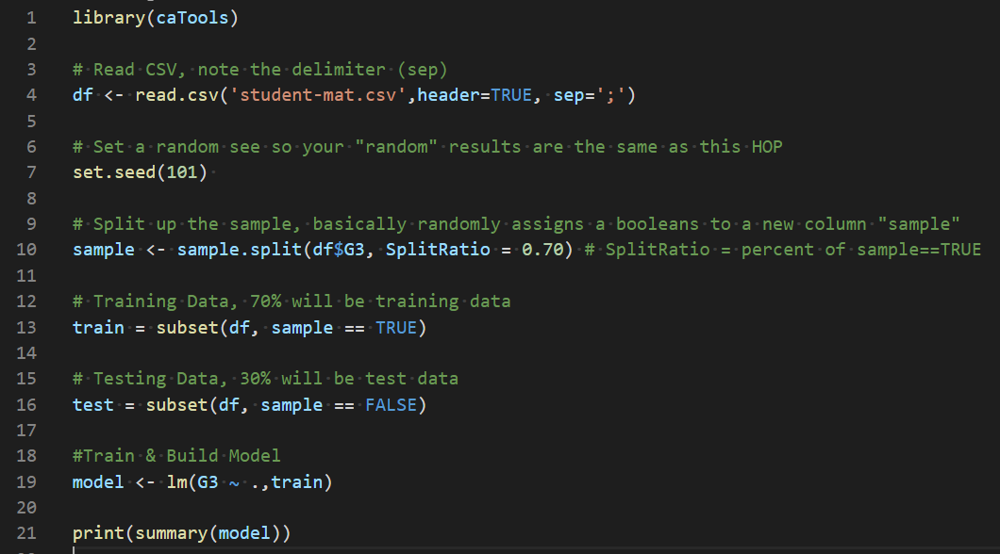 1 library(caTools)
2
3 # Read CSV, note the delimiter (sep)
4 df <- read.csv('student-mat.csv',header=TRUE, sep=';')
5
6 # Set a random see so your "random" results are the same as this HOP
7 set.seed(101)
8
9 # Split up the sample, basically randomly assigns a booleans to a new column "sample"
10 sample <- sample.split(df$G3, SplitRatio = 0.70) # SplitRatio = percent of sample==TRUE
11
12 # Training Data, 70% will be training data
13 train = subset(df, sample == TRUE)
14
15 # Testing Data, 30% will be test data
16 test = subset(df, sample == FALSE)
17
18 #Train & Build Model
19 model <- lm(G3 ~ .,train)
20
21 print(summary(model))